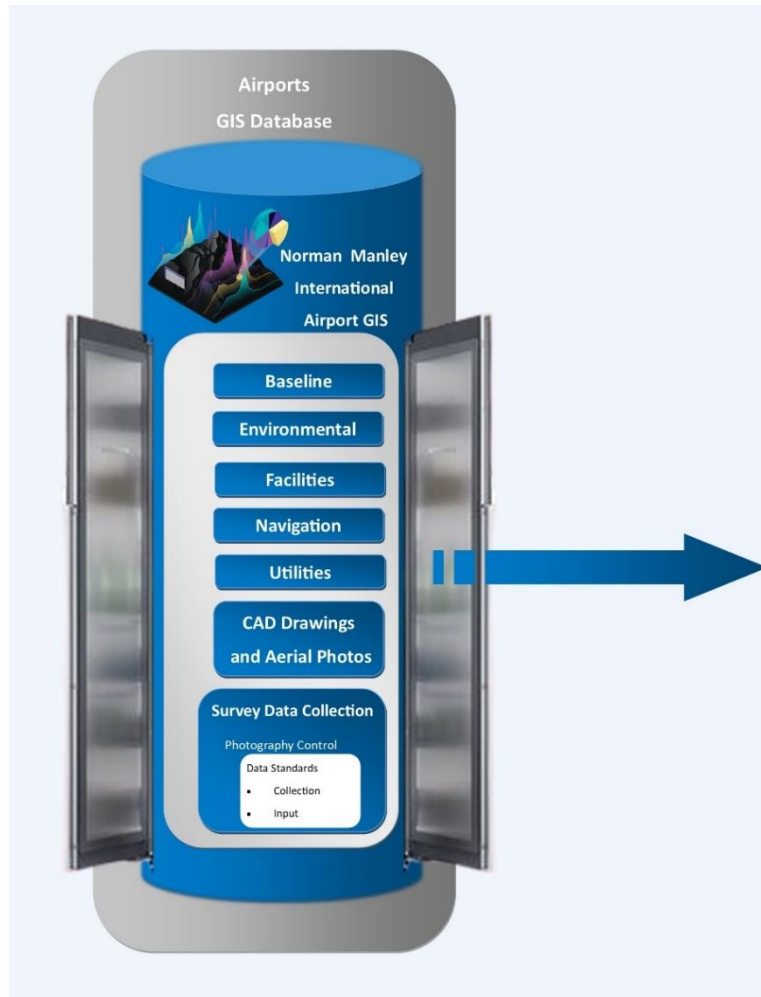 Airports
GIS Database
Norman Manley
International
Airport GIS
Baseline
Environmental
Facilities
Navigation
Utilities
CAD Drawings
and Aerial Photos
Survey Data Collection
Photography Control
Data Standards
• Collection
• Input